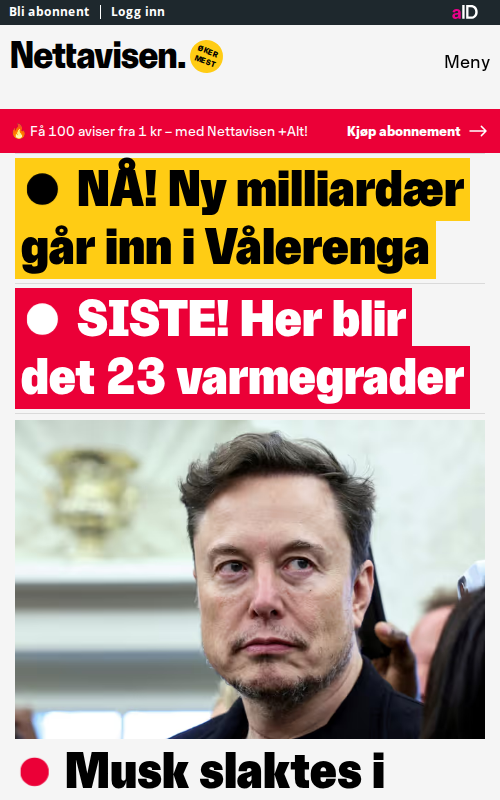 Bli abonnent | Logg inn
aID
Nettavisen.
ØKER
MEST
Meny
🔥 Få 100 aviser fra 1 kr – med Nettavisen +Alt!
Kjøp abonnement →
● NÅ! Ny milliardær
går inn i Vålerenga
● SISTE! Her blir
det 23 varmegrader
● Musk slaktes i